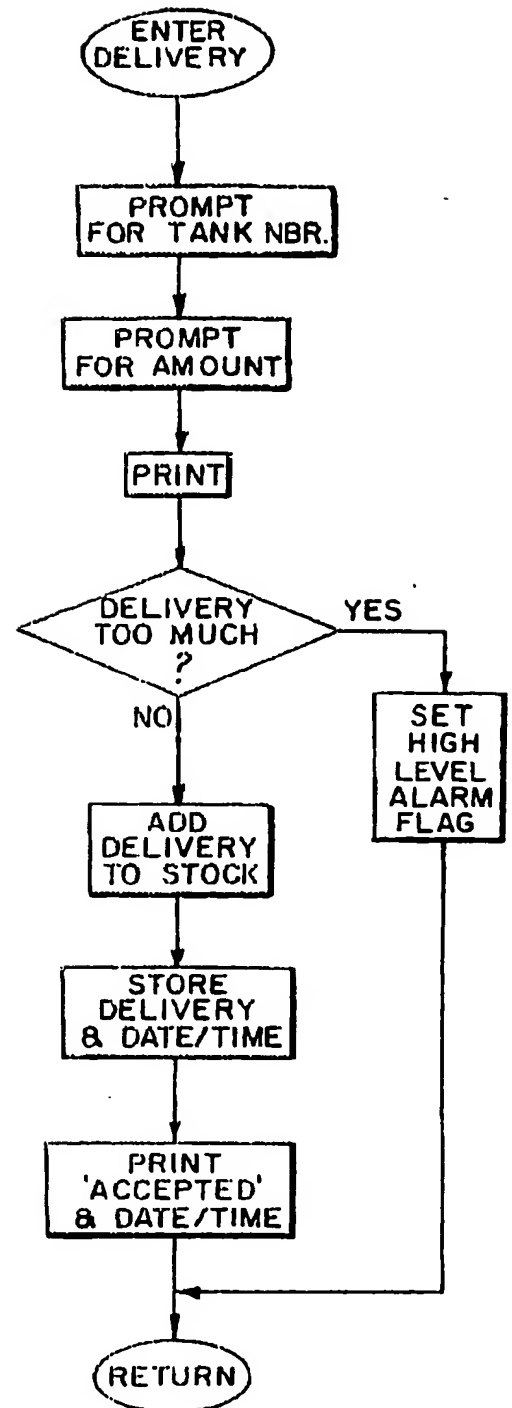 ENTER
DELIVERY
PROMPT
FOR TANK NBR.
PROMPT
FOR AMOUNT
PRINT
DELIVERY
TOO MUCH
?
YES
NO
SET
HIGH
LEVEL
ALARM
FLAG
ADD
DELIVERY
TO STOCK
STORE
DELIVERY
& DATE/TIME
PRINT
'ACCEPTED'
& DATE/TIME
RETURN